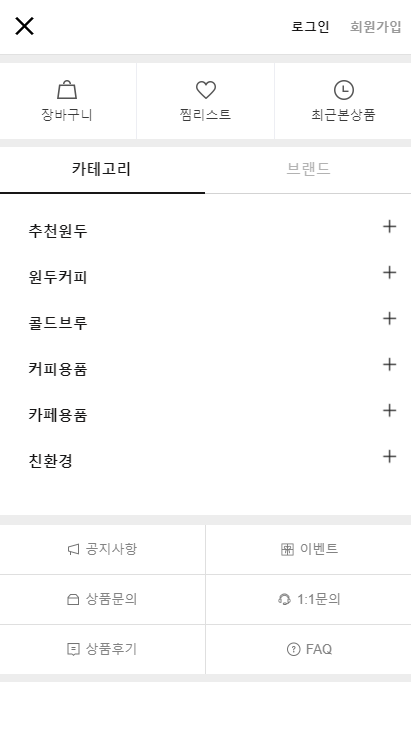 로그인 회원가입
장바구니 찜리스트 최근본상품
카테고리 브랜드
추천원두
원두커피
콜드브루
커피용품
카페용품
친환경
공지사항 이벤트
상품문의 1:1문의
상품후기 FAQ